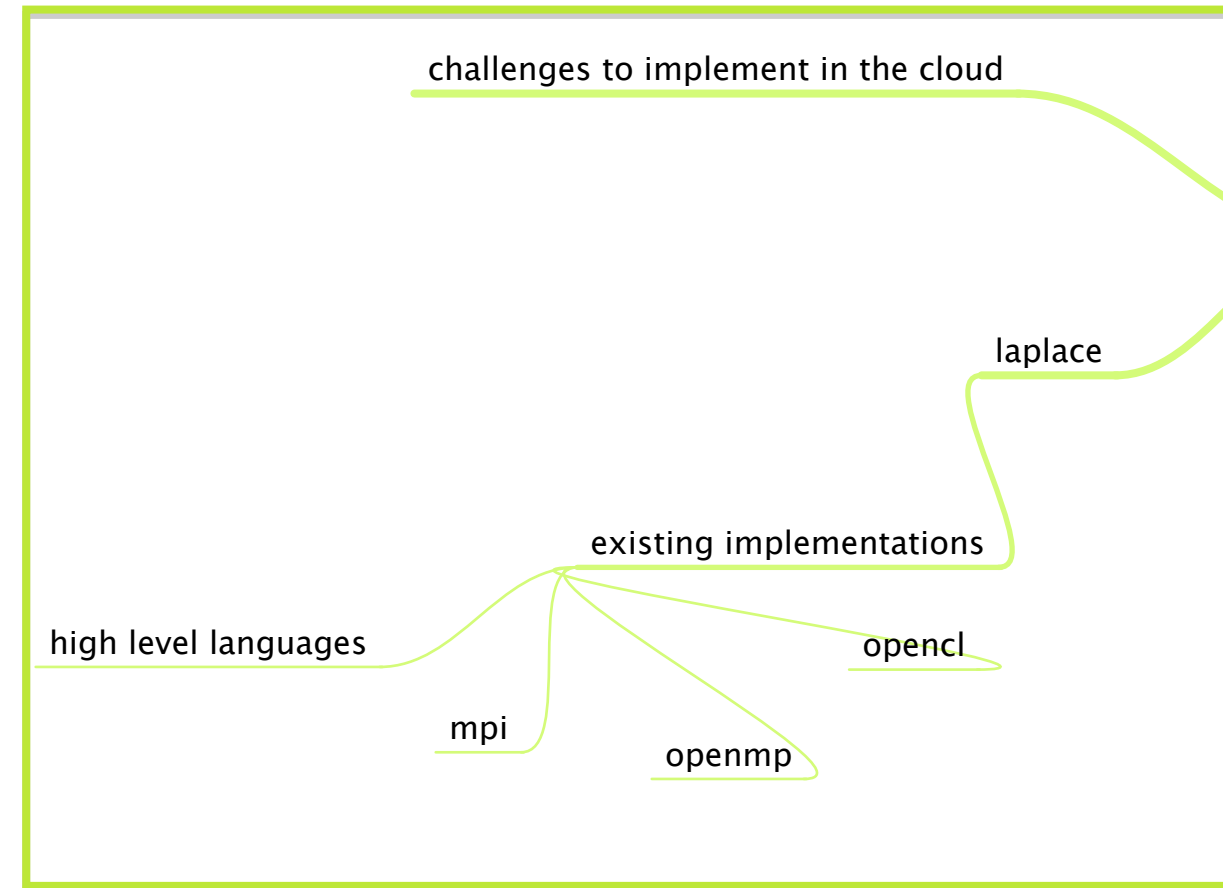 challenges to implement in the cloud
laplace
existing implementations
high level languages
opencl
mpi
openmp